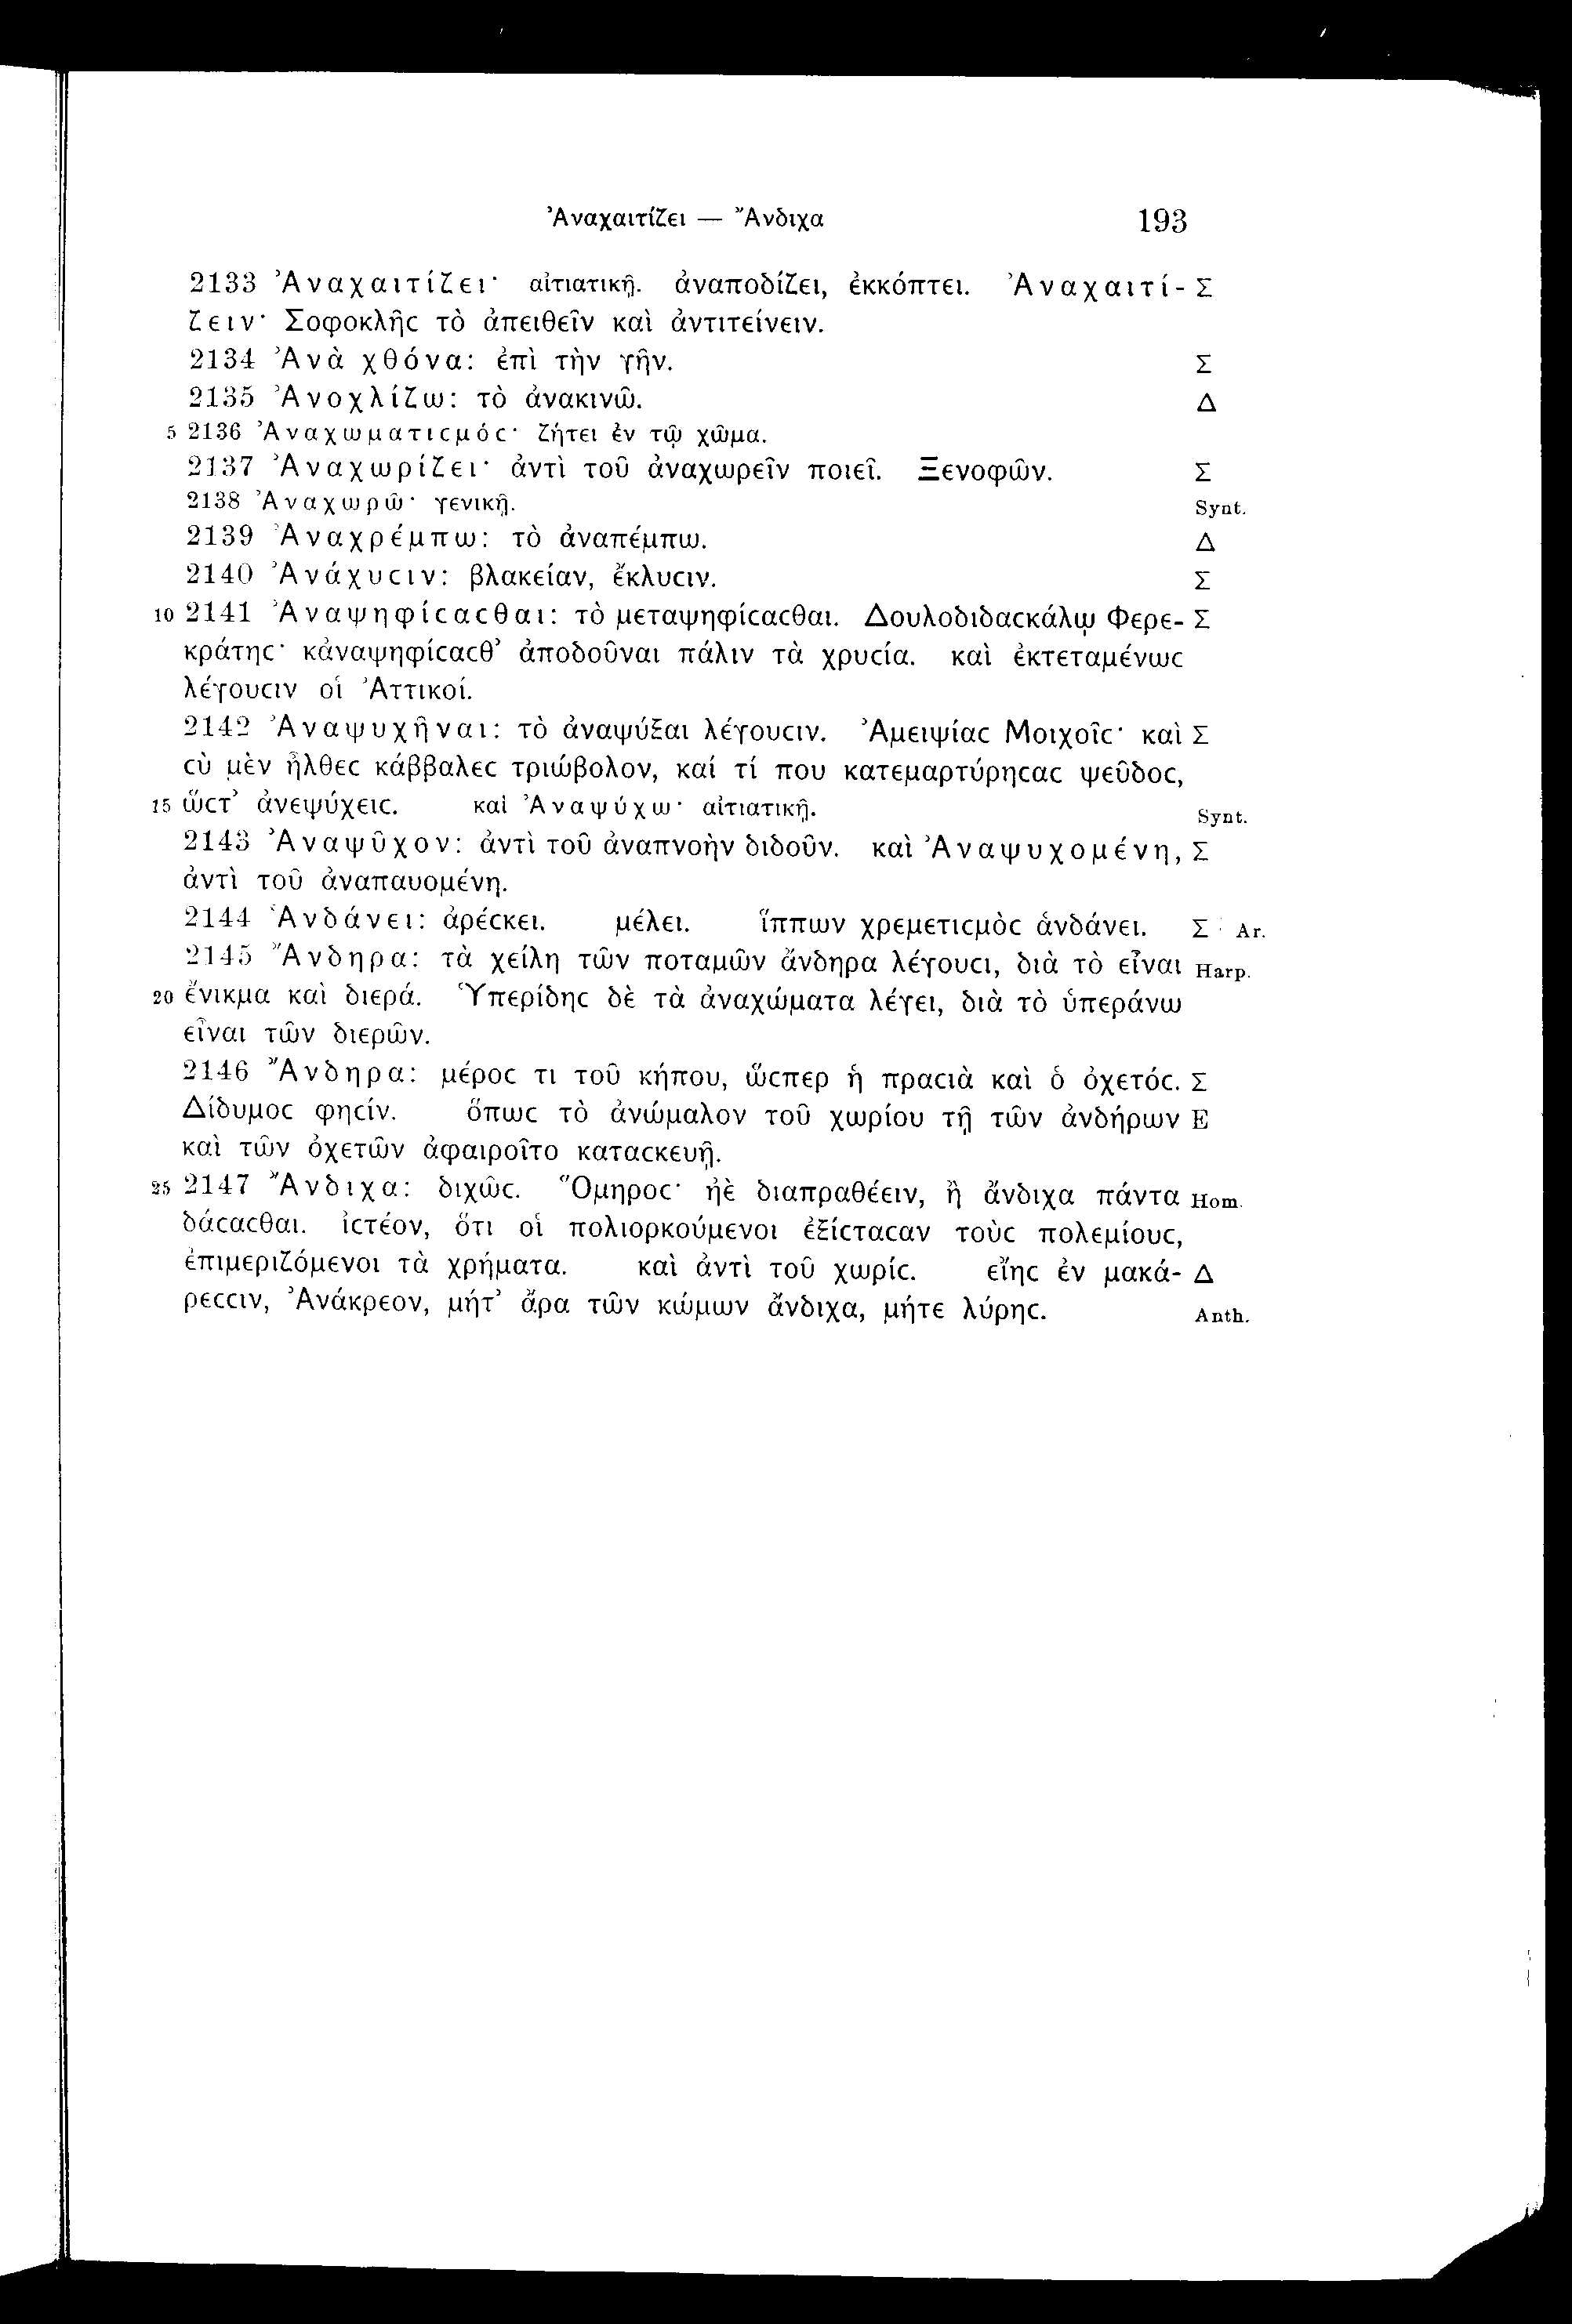 Ἀναχαιτίζει — Ἄνδιχα 193
2133 Ἀναχαιτίζει· αἰτιατικῇ. ἀναποδίζει, ἐκκόπτει. Ἀναχαιτί- Σ
ζειν· Σοφοκλῆϲ τὸ ἀπειθεῖν καὶ ἀντιτείνειν.
2134 Ἀνὰ χθόνα: ἐπὶ τὴν γῆν. Σ
2135 Ἀνοχλίζω: τὸ ἀνακινῶ. Δ
5 2136 Ἀναχωματιϲμόϲ· ζήτει ἐν τῷ χῶμα.
2137 Ἀναχωρίζει· ἀντὶ τοῦ ἀναχωρεῖν ποιεῖ. Ξενοφῶν. Σ
2138 Ἀναχωρῶ· γενικῇ. Synt.
2139 Ἀναχρέμπω: τὸ ἀναπέμπω. Δ
2140 Ἀνάχυϲιν: βλακείαν, ἔκλυϲιν. Σ
10 2141 Ἀναψηφίϲαϲθαι: τὸ μεταψηφίϲαϲθαι. Δουλοδιδαϲκάλῳ Φερε- Σ
κράτηϲ· κἀναψηφίϲαϲθ’ ἀποδοῦναι πάλιν τὰ χρυϲία. καὶ ἐκτεταμένωϲ
λέγουϲιν οἱ Ἀττικοί.
2142 Ἀναψυχῆναι: τὸ ἀναψύξαι λέγουϲιν. Ἀμειψίαϲ Μοιχοῖϲ· καὶ Σ
ϲὺ μὲν ἦλθεϲ κάββαλεϲ τριώβολον, καί τί που κατεμαρτύρηϲαϲ ψεῦδοϲ,
15 ὥϲτ’ ἀνεψύχειϲ. καὶ Ἀναψύχω· αἰτιατικῇ. Synt.
2143 Ἀναψῦχον: ἀντὶ τοῦ ἀναπνοὴν διδοῦν. καὶ Ἀναψυχομένη, Σ
ἀντὶ τοῦ ἀναπαυομένη.
2144 Ἁνδάνει: ἀρέϲκει. μέλει. ἵππων χρεμετιϲμὸϲ ἁνδάνει. Σ Ar.
2145 Ἄνδηρα: τὰ χείλη τῶν ποταμῶν ἄνδηρα λέγουϲι, διὰ τὸ εἶναι Harp.
20 ἔνικμα καὶ διερά. Ὑπερίδηϲ δὲ τὰ ἀναχώματα λέγει, διὰ τὸ ὑπεράνω
εἶναι τῶν διερῶν.
2146 Ἄνδηρα: μέροϲ τι τοῦ κήπου, ὥϲπερ ἡ πραϲιὰ καὶ ὁ ὀχετόϲ. Σ
Δίδυμοϲ φηϲίν. ὅπωϲ τὸ ἀνώμαλον τοῦ χωρίου τῇ τῶν ἀνδήρων Ε
καὶ τῶν ὀχετῶν ἀφαιροῖτο καταϲκευῇ.
25 2147 Ἄνδιχα: διχῶϲ. Ὅμηροϲ· ἠὲ διαπραθέειν, ἢ ἄνδιχα πάντα Hom.
δάϲαϲθαι. ἰϲτέον, ὅτι οἱ πολιορκούμενοι ἐξίϲταϲαν τοὺϲ πολεμίουϲ,
ἐπιμεριζόμενοι τὰ χρήματα. καὶ ἀντὶ τοῦ χωρίϲ. εἴηϲ ἐν μακά- Δ
ρεϲϲιν, Ἀνάκρεον, μήτ’ ἄρα τῶν κώμων ἄνδιχα, μήτε λύρηϲ. Anth.